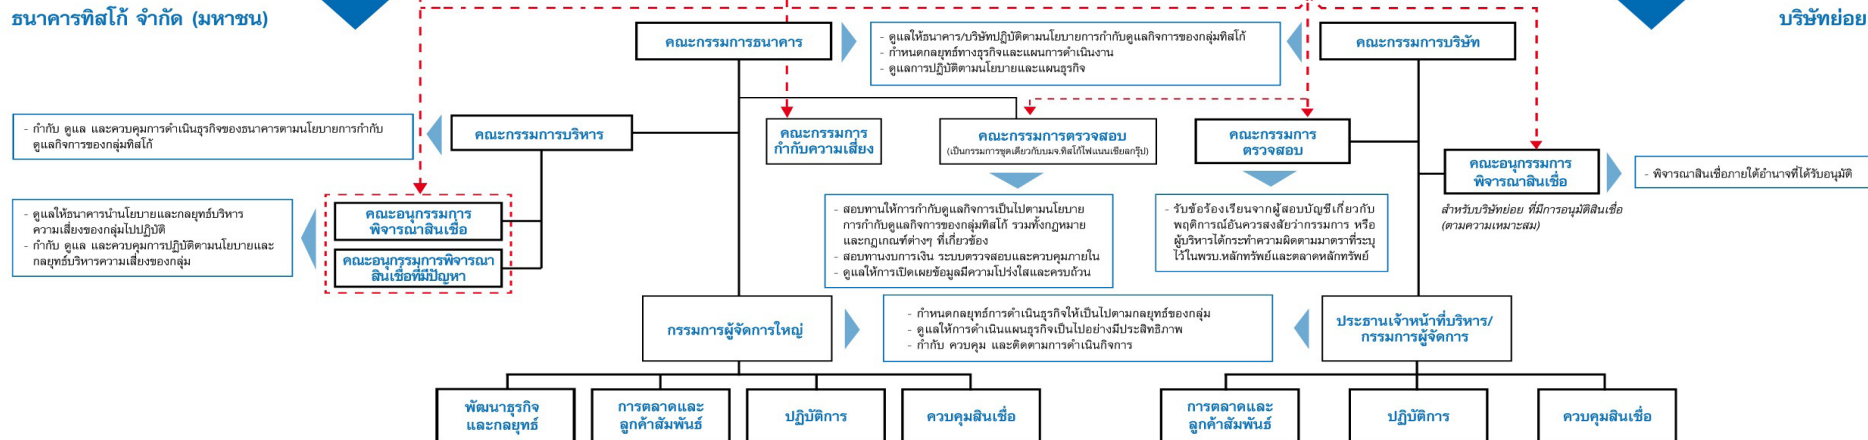 ธนาคารทิสโก้ จำกัด (มหาชน)
บริษัทย่อย
คณะกรรมการธนาคาร
- ดูแลให้ธนาคาร/บริษัทปฏิบัติตามนโยบายการกำกับดูแลกิจการของกลุ่มทิสโก้
- กำหนดกลยุทธ์ทางธุรกิจและแผนการดำเนินงาน
- ดูแลการปฏิบัติตามนโยบายและแผนธุรกิจ
คณะกรรมการบริษัท
- กำกับ ดูแล และควบคุมการดำเนินธุรกิจของธนาคารตามนโยบายการกำกับ
ดูแลกิจการของกลุ่มทิสโก้
คณะกรรมการบริหาร
คณะกรรมการ
กำกับความเสี่ยง
คณะกรรมการตรวจสอบ
(เป็นกรรมการชุดเดียวกับบมจ.ทิสโก้ไฟแนนเชียลกรุ๊ป)
คณะกรรมการ
ตรวจสอบ
คณะอนุกรรมการ
พิจารณาสินเชื่อ
- พิจารณาสินเชื่อภายใต้อำนาจที่ได้รับอนุมัติ
สำหรับบริษัทย่อย ที่มีการอนุมัติสินเชื่อ
(ตามความเหมาะสม)
- ดูแลให้ธนาคารนำนโยบายและกลยุทธ์บริหาร
ความเสี่ยงของกลุ่มไปปฏิบัติ
- กำกับ ดูแล และควบคุมการปฏิบัติตามนโยบายและ
กลยุทธ์บริหารความเสี่ยงของกลุ่ม
คณะอนุกรรมการ
พิจารณาสินเชื่อ
คณะอนุกรรมการพิจารณา
สินเชื่อที่มีปัญหา
- สอบทานให้การกำกับดูแลกิจการเป็นไปตามนโยบาย
การกำกับดูแลกิจการของกลุ่มทิสโก้ รวมทั้งกฎหมาย
และกฎเกณฑ์ต่างๆ ที่เกี่ยวข้อง
- สอบทานงบการเงิน ระบบตรวจสอบและควบคุมภายใน
- ดูแลให้การเปิดเผยข้อมูลมีความโปร่งใสและครบถ้วน
- รับข้อร้องเรียนจากผู้สอบบัญชีเกี่ยวกับ
พฤติการณ์อันควรสงสัยว่ากรรมการ หรือ
ผู้บริหารได้กระทำความผิดตามมาตราที่ระบุ
ไว้ในพรบ.หลักทรัพย์และตลาดหลักทรัพย์
กรรมการผู้จัดการใหญ่
- กำหนดกลยุทธ์การดำเนินธุรกิจให้เป็นไปตามกลยุทธ์ของกลุ่ม
- ดูแลให้การดำเนินแผนธุรกิจเป็นไปอย่างมีประสิทธิภาพ
- กำกับ ควบคุม และติดตามการดำเนินกิจการ
ประธานเจ้าหน้าที่บริหาร/
กรรมการผู้จัดการ
พัฒนาธุรกิจ
และกลยุทธ์
การตลาดและ
ลูกค้าสัมพันธ์
ปฏิบัติการ
ควบคุมสินเชื่อ
การตลาดและ
ลูกค้าสัมพันธ์
ปฏิบัติการ
ควบคุมสินเชื่อ